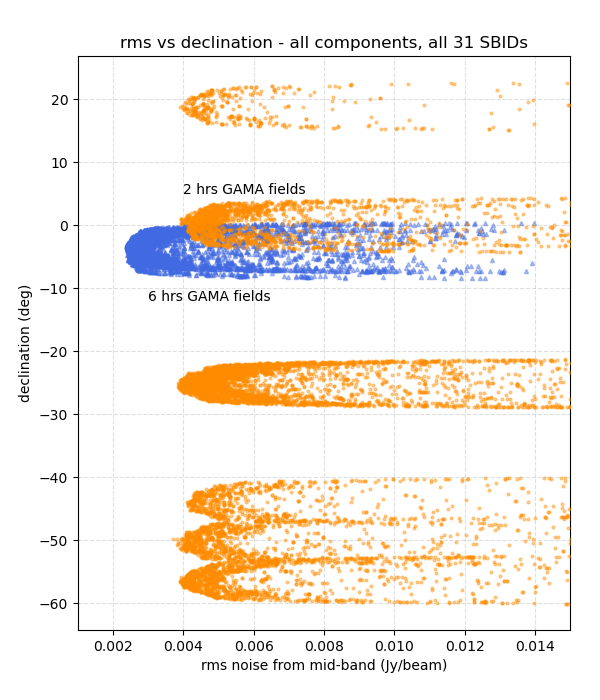 rms vs declination - all components, all 31 SBIDs
20
10
2 hrs GAMA fields
0
−10
6 hrs GAMA fields
declination (deg)
−20
−30
−40
−50
−60
0.002 0.004 0.006 0.008 0.010 0.012 0.014
rms noise from mid-band (Jy/beam)